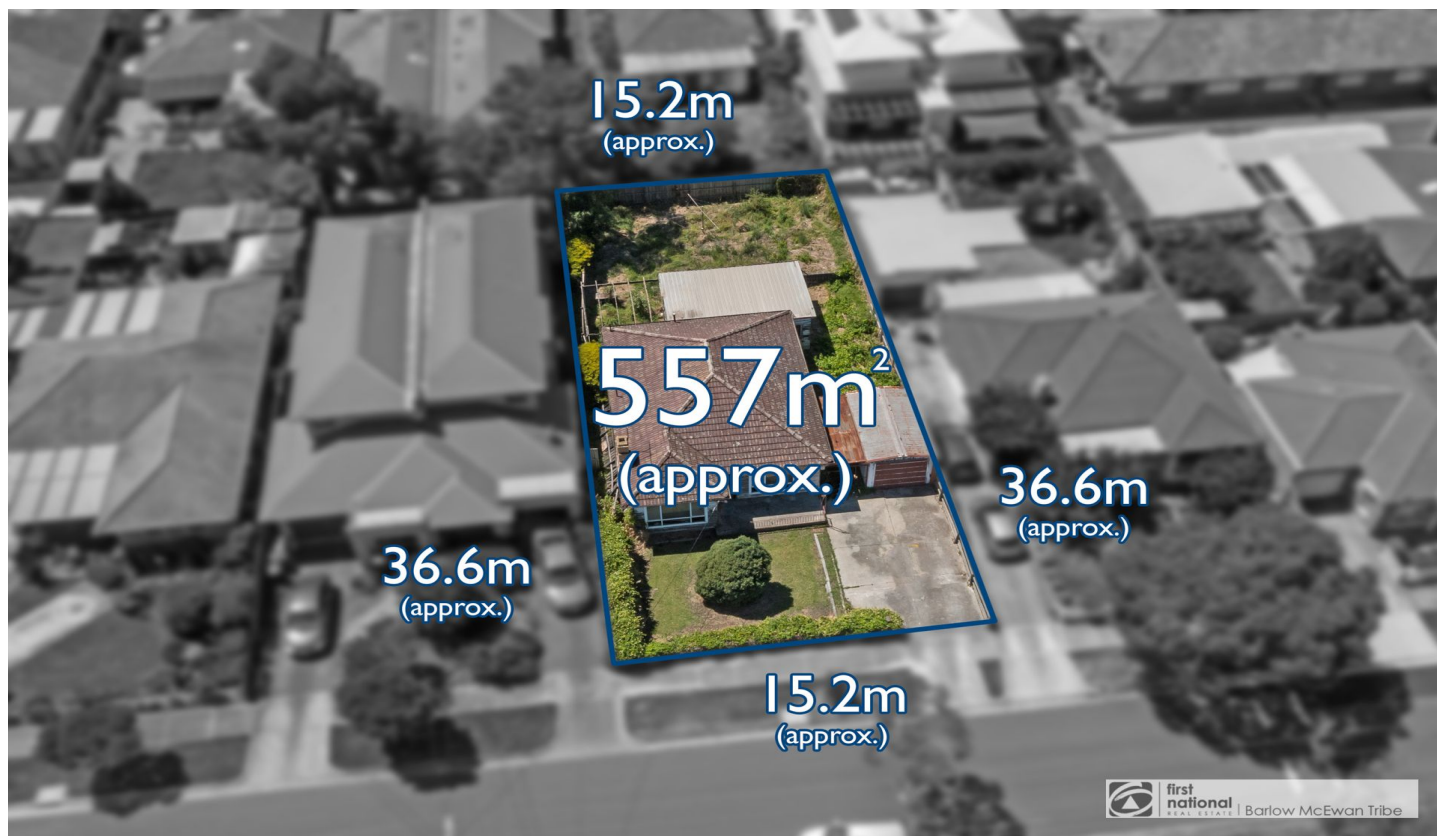 15.2m
(approx.)
557m²
(approx.)
36.6m
(approx.)
36.6m
(approx.)
15.2m
(approx.)
first
national
REAL ESTATE
Barlow McEwan Tribe